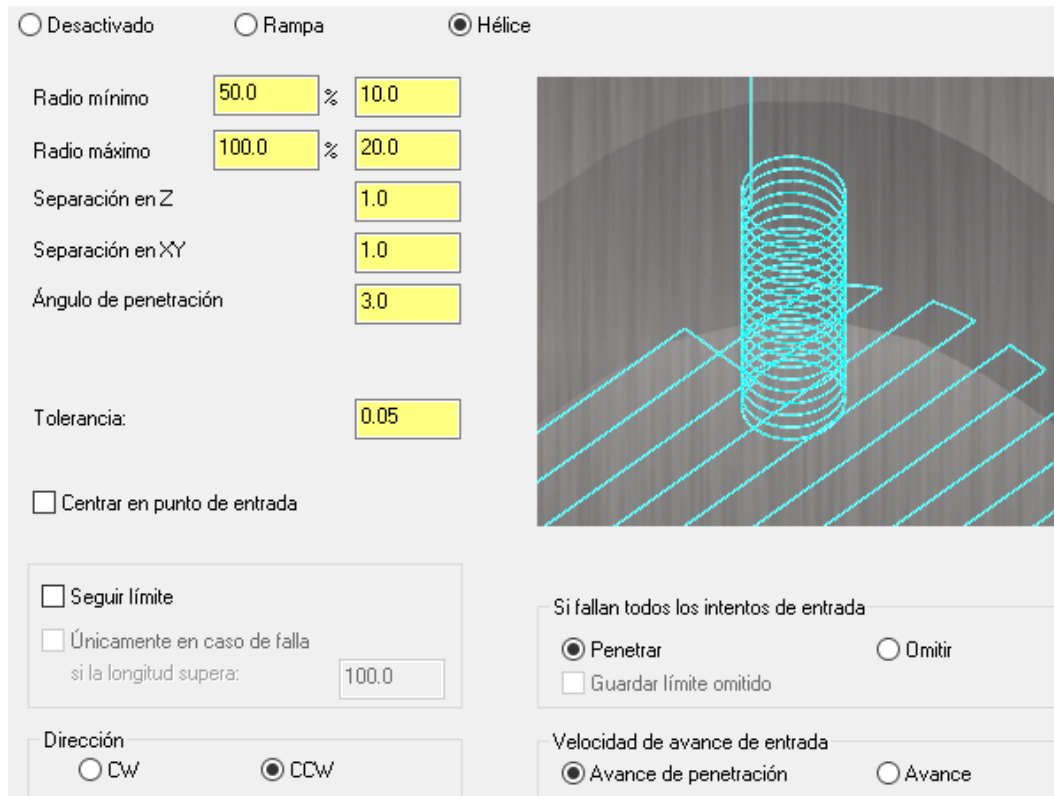 Desactivado Rampa Hélice
Radio mínimo 50.0 % 10.0
Radio máximo 100.0 % 20.0
Separación en Z 1.0
Separación en XY 1.0
Ángulo de penetración 3.0
Tolerancia: 0.05
Centrar en punto de entrada
Seguir límite
Únicamente en caso de falla
si la longitud supera: 100.0
Dirección
CW CCW
Si fallan todos los intentos de entrada
Penetrar Omitir
Guardar límite omitido
Velocidad de avance de entrada
Avance de penetración Avance